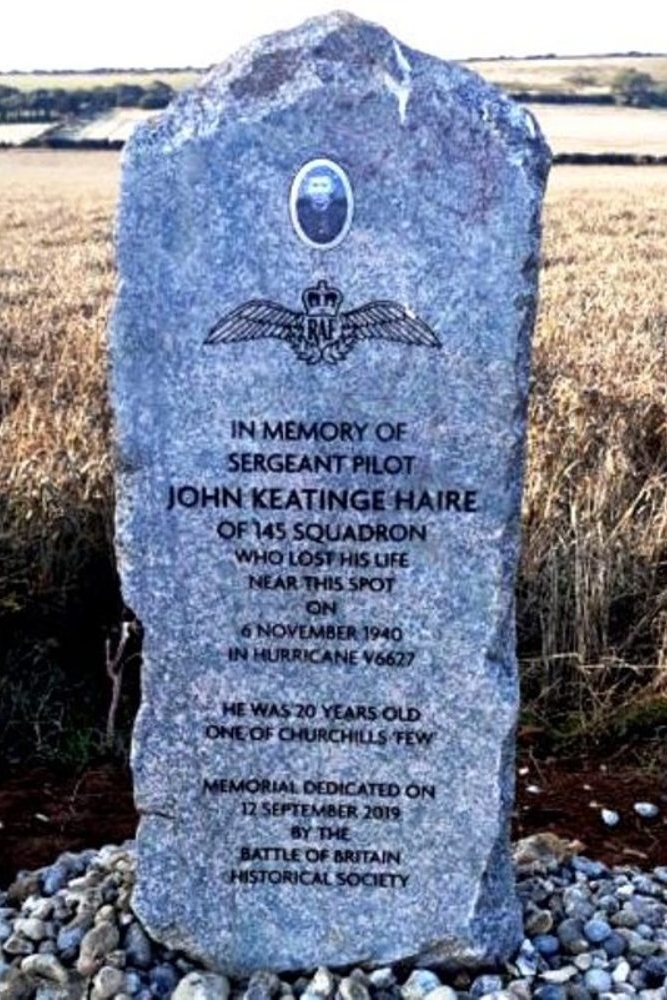 RAF
IN MEMORY OF
SERGEANT PILOT
JOHN KEATINGE HAIRE
OF 145 SQUADRON
WHO LOST HIS LIFE
NEAR THIS SPOT
ON
6 NOVEMBER 1940
IN HURRICANE V6627
HE WAS 20 YEARS OLD
ONE OF CHURCHILLS 'FEW'
MEMORIAL DEDICATED ON
12 SEPTEMBER 2019
BY THE
BATTLE OF BRITAIN
HISTORICAL SOCIETY